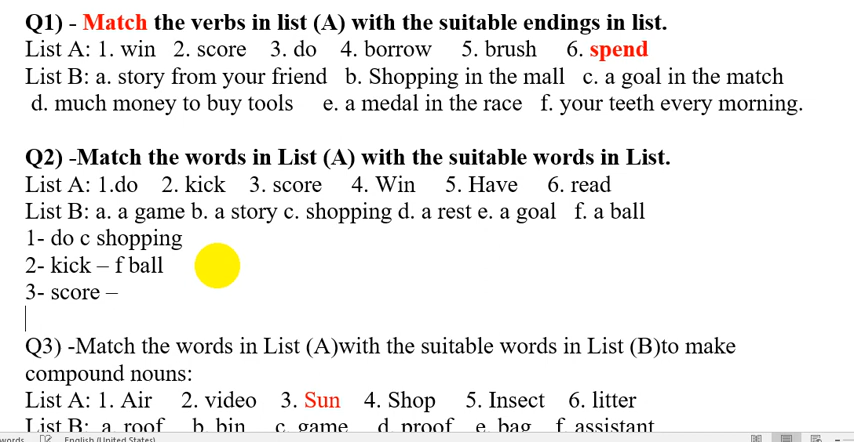 Q1) - Match the verbs in list (A) with the suitable endings in list.
List A: 1. win 2. score 3. do 4. borrow 5. brush 6. spend
List B: a. story from your friend b. Shopping in the mall c. a goal in the match
d. much money to buy tools e. a medal in the race f. your teeth every morning.
Q2) -Match the words in List (A) with the suitable words in List.
List A: 1.do 2. kick 3. score 4. Win 5. Have 6. read
List B: a. a game b. a story c. shopping d. a rest e. a goal f. a ball
1- do c shopping
2- kick – f ball
3- score –
Q3) -Match the words in List (A)with the suitable words in List (B)to make
compound nouns:
List A: 1. Air 2. video 3. Sun 4. Shop 5. Insect 6. litter
List B: a. roof b. bin c. game d. proof e. bag f. assistant
words English (United States)